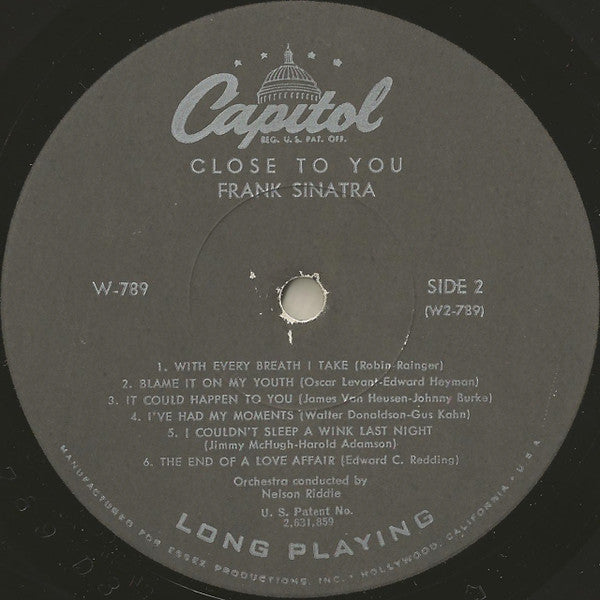 Capitol
REG. U.S. PAT. OFF.
CLOSE TO YOU
FRANK SINATRA
W-789
SIDE 2
(W2-789)
1. WITH EVERY BREATH I TAKE (Robin-Rainger)
2. BLAME IT ON MY YOUTH (Oscar Levant-Edward Heyman)
3. IT COULD HAPPEN TO YOU (James Van Heusen-Johnny Burke)
4. I'VE HAD MY MOMENTS (Walter Donaldson-Gus Kahn)
5. I COULDN'T SLEEP A WINK LAST NIGHT
(Jimmy McHugh-Harold Adamson)
6. THE END OF A LOVE AFFAIR (Edward C. Redding)
Orchestra conducted by
Nelson Riddle
U. S. Patent No.
2,631,859
LONG PLAYING
MANUFACTURED FOR ESSEX PRODUCTIONS, INC. • HOLLYWOOD, CALIFORNIA • U.S.A.